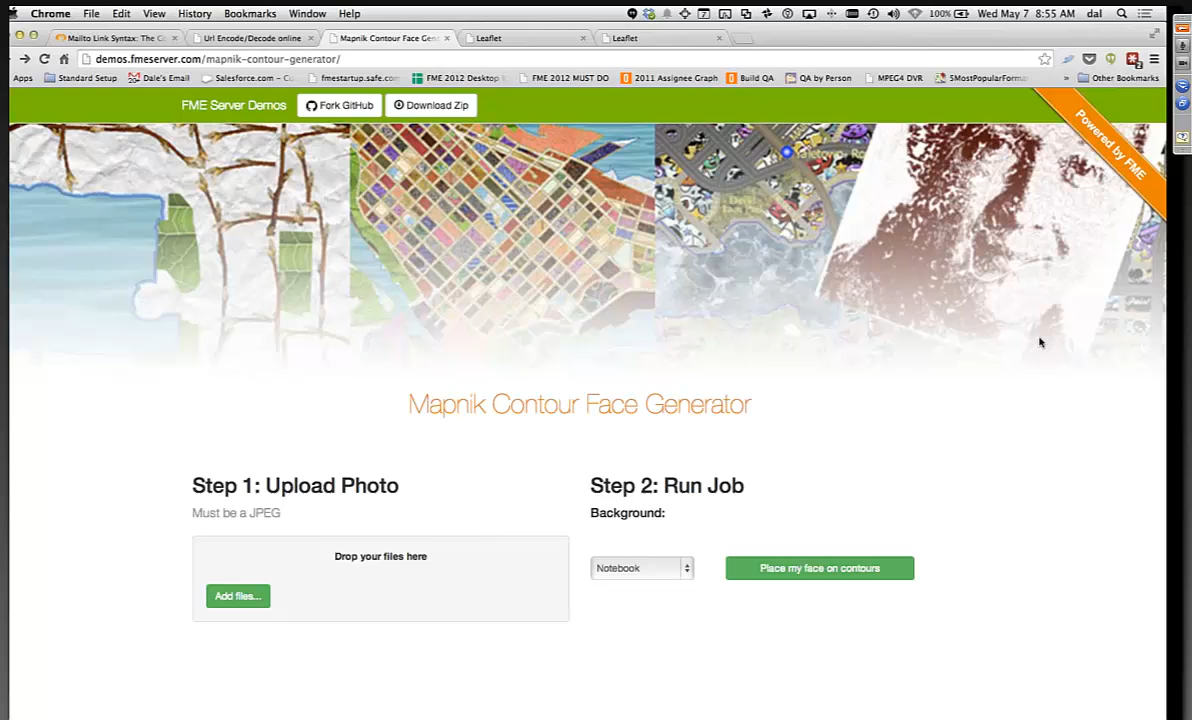 Chrome File Edit View History Bookmarks Window Help 100% Wed May 7 8:55 AM dal
Mailto Link Syntax: The Co × Url Encode/Decode online × Mapnik Contour Face Gener × Leaflet × Leaflet ×
demos.fmeserver.com/mapnik-contour-generator/
Apps Standard Setup Dale's Email Salesforce.com - fmestartup.safe.com FME 2012 Desktop FME 2012 MUST DO 2011 Assignee Graph Build QA QA by Person MPEG4 DVR 5MostPopularForma » Other Bookmarks
FME Server Demos Fork GitHub Download Zip
Powered by FME
Mapnik Contour Face Generator
Step 1: Upload Photo
Must be a JPEG
Drop your files here
Add files...
Step 2: Run Job
Background:
Notebook
Place my face on contours